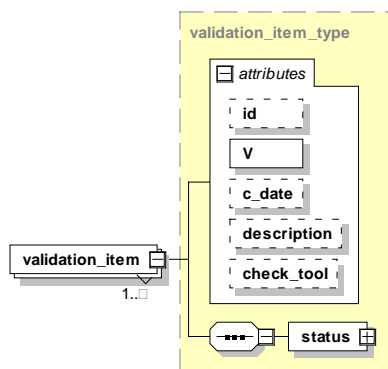 validation_item_type
attributes
id
V
c_date
description
check_tool
validation_item
1..
status